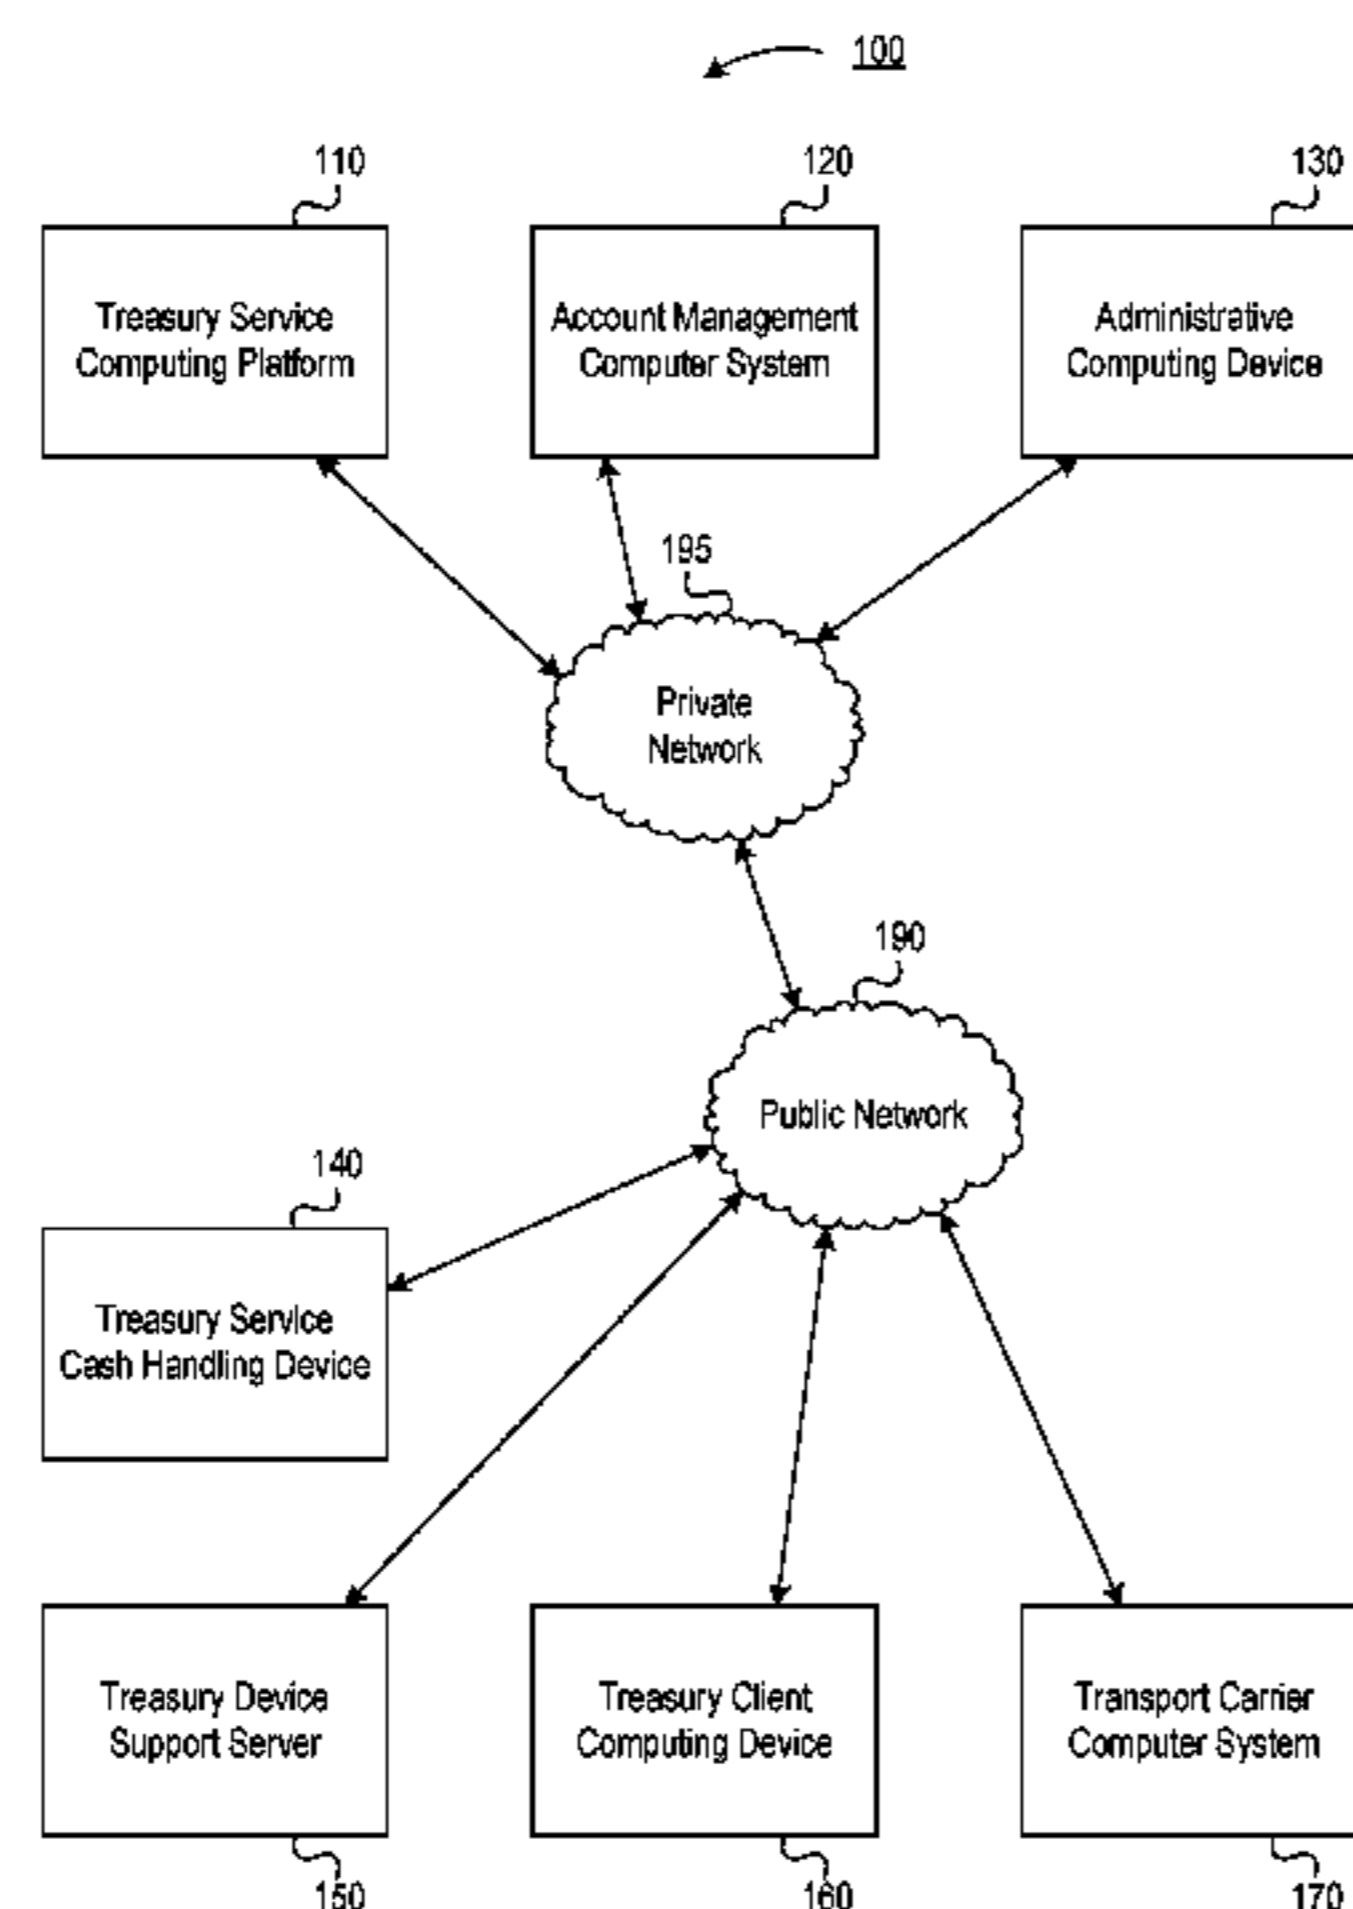 100
110
120
130
Treasury Service
Computing Platform
Account Management
Computer System
Administrative
Computing Device
195
Private
Network
190
Public Network
140
Treasury Service
Cash Handling Device
Treasury Device
Support Server
Treasury Client
Computing Device
Transport Carrier
Computer System
150
160
170